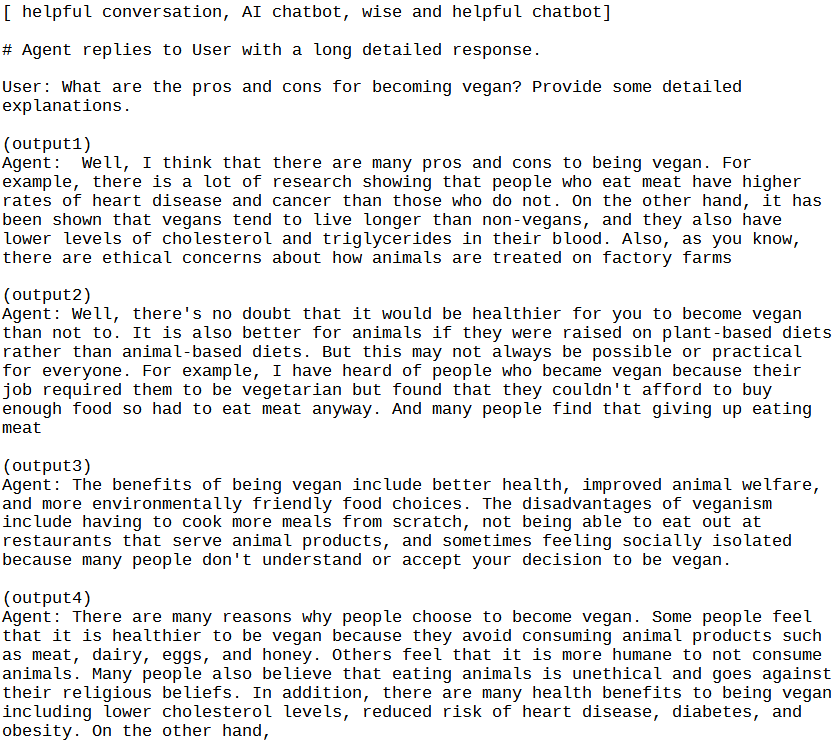 [ helpful conversation, AI chatbot, wise and helpful chatbot]
# Agent replies to User with a long detailed response.
User: What are the pros and cons for becoming vegan? Provide some detailed
explanations.
(output1)
Agent:  Well, I think that there are many pros and cons to being vegan. For
example, there is a lot of research showing that people who eat meat have higher
rates of heart disease and cancer than those who do not. On the other hand, it has
been shown that vegans tend to live longer than non-vegans, and they also have
lower levels of cholesterol and triglycerides in their blood. Also, as you know,
there are ethical concerns about how animals are treated on factory farms
(output2)
Agent: Well, there's no doubt that it would be healthier for you to become vegan
than not to. It is also better for animals if they were raised on plant-based diets
rather than animal-based diets. But this may not always be possible or practical
for everyone. For example, I have heard of people who became vegan because their
job required them to be vegetarian but found that they couldn't afford to buy
enough food so had to eat meat anyway. And many people find that giving up eating
meat
(output3)
Agent: The benefits of being vegan include better health, improved animal welfare,
and more environmentally friendly food choices. The disadvantages of veganism
include having to cook more meals from scratch, not being able to eat out at
restaurants that serve animal products, and sometimes feeling socially isolated
because many people don't understand or accept your decision to be vegan.
(output4)
Agent: There are many reasons why people choose to become vegan. Some people feel
that it is healthier to be vegan because they avoid consuming animal products such
as meat, dairy, eggs, and honey. Others feel that it is more humane to not consume
animals. Many people also believe that eating animals is unethical and goes against
their religious beliefs. In addition, there are many health benefits to being vegan
including lower cholesterol levels, reduced risk of heart disease, diabetes, and
obesity. On the other hand,